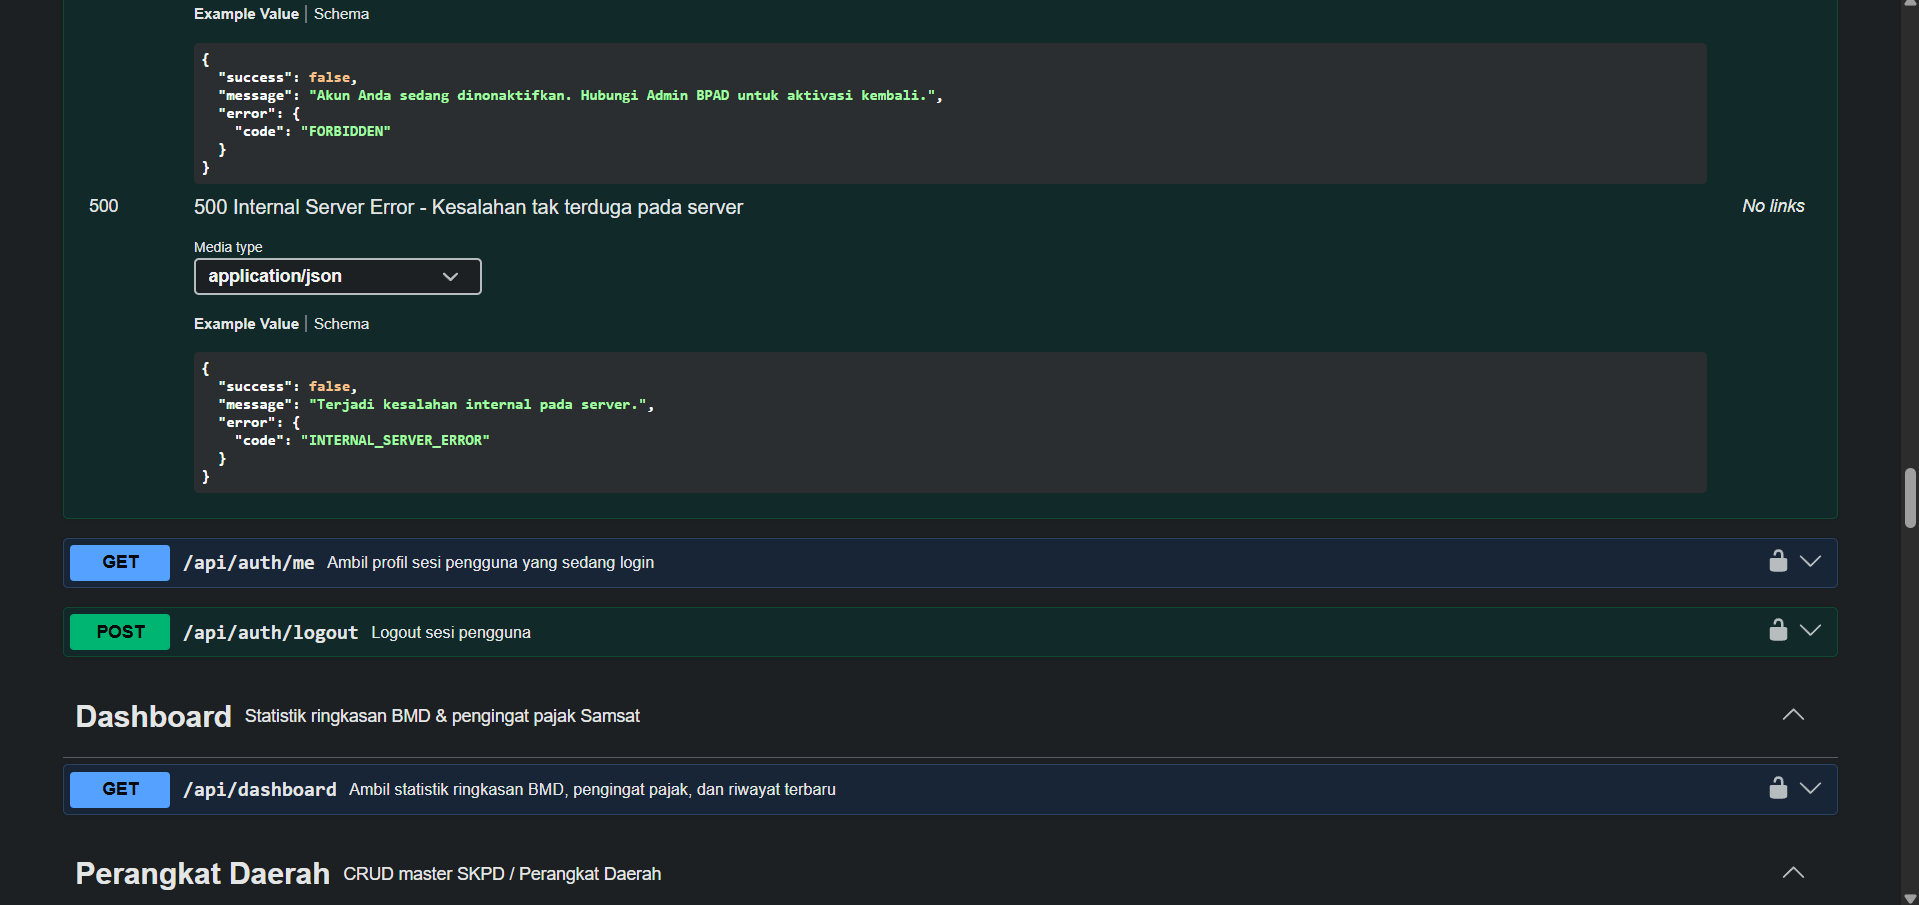 Example Value | Schema
{
  "success": false,
  "message": "Akun Anda sedang dinonaktifkan. Hubungi Admin BPAD untuk aktivasi kembali.",
  "error": {
    "code": "FORBIDDEN"
  }
}
500
500 Internal Server Error - Kesalahan tak terduga pada server
No links
Media type
application/json
Example Value | Schema
{
  "success": false,
  "message": "Terjadi kesalahan internal pada server.",
  "error": {
    "code": "INTERNAL_SERVER_ERROR"
  }
}
GET /api/auth/me Ambil profil sesi pengguna yang sedang login
POST /api/auth/logout Logout sesi pengguna
Dashboard Statistik ringkasan BMD & pengingat pajak Samsat
GET /api/dashboard Ambil statistik ringkasan BMD, pengingat pajak, dan riwayat terbaru
Perangkat Daerah CRUD master SKPD / Perangkat Daerah